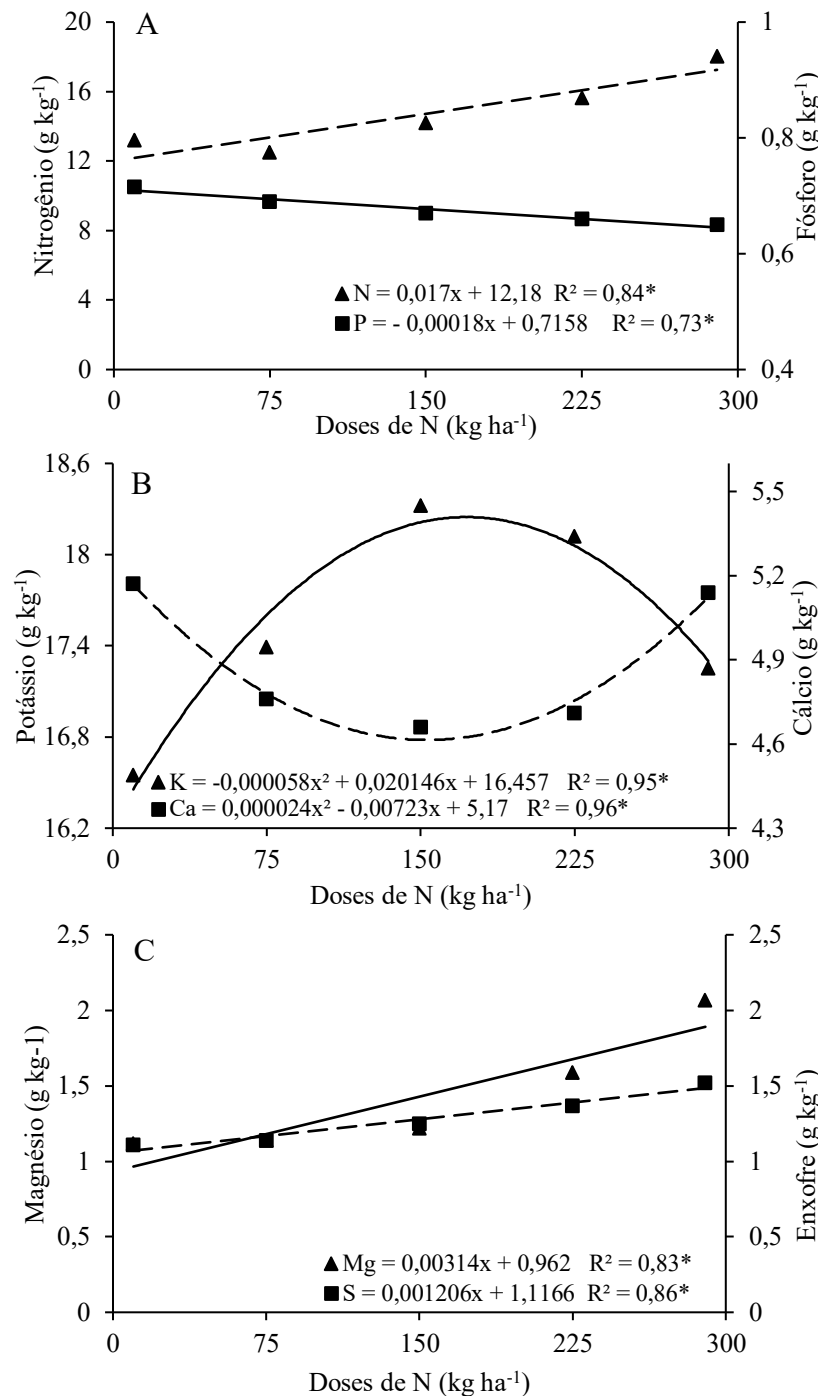 A
20
16
12
8
4
0
Nitrogênio (g kg⁻¹)
1
0,8
0,6
0,4
Fósforo (g kg⁻¹)
▲ N = 0,017x + 12,18 R² = 0,84*
■ P = - 0,00018x + 0,7158 R² = 0,73*
0 75 150 225 300
Doses de N (kg ha⁻¹)
B
18,6
18
17,4
16,8
16,2
Potássio (g kg⁻¹)
5,5
5,2
4,9
4,6
4,3
Cálcio (g kg⁻¹)
▲ K = -0,000058x² + 0,020146x + 16,457 R² = 0,95*
■ Ca = 0,000024x² - 0,00723x + 5,17 R² = 0,96*
0 75 150 225 300
Doses de N (kg ha⁻¹)
C
2,5
2
1,5
1
0,5
0
Magnésio (g kg-1)
2,5
2
1,5
1
0,5
0
Enxofre (g kg⁻¹)
▲ Mg = 0,00314x + 0,962 R² = 0,83*
■ S = 0,001206x + 1,1166 R² = 0,86*
0 75 150 225 300
Doses de N (kg ha⁻¹)